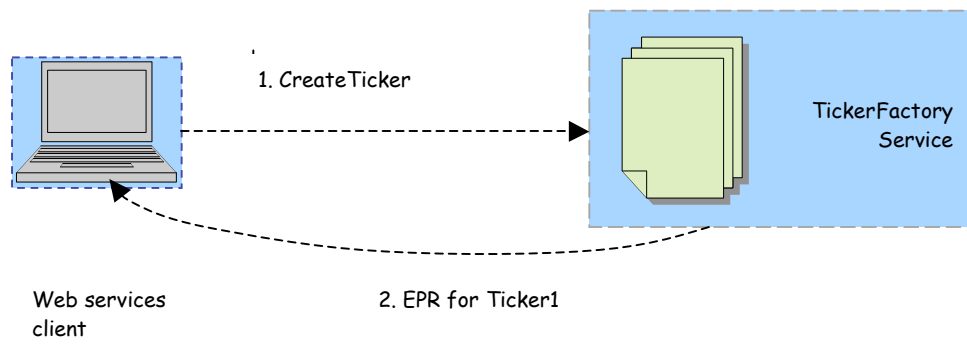 1. CreateTicker
TickerFactory
Service
Web services
client
2. EPR for Ticker1